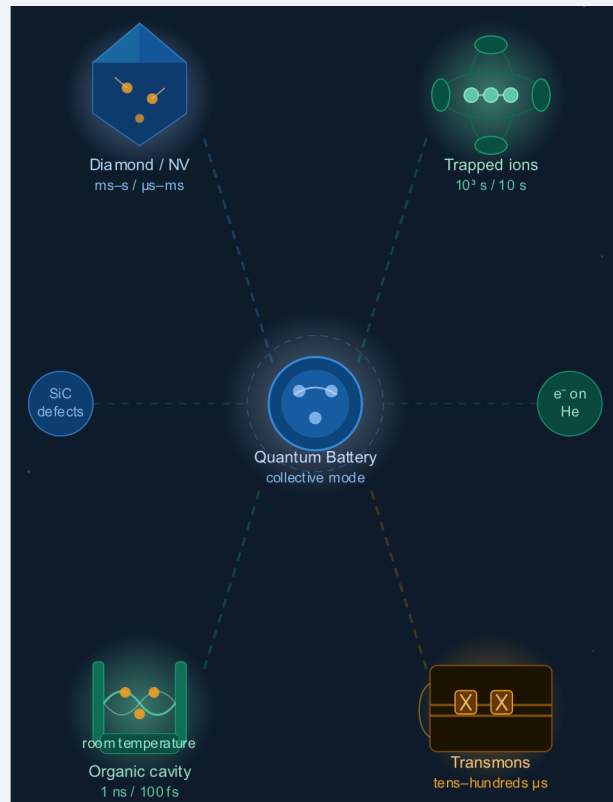 Diamond / NV
ms–s / µs–ms
Trapped ions
10³ s / 10 s
SiC
defects
e⁻ on
He
Quantum Battery
collective mode
room temperature
Organic cavity
1 ns / 100 fs
X X
Transmons
tens–hundreds µs